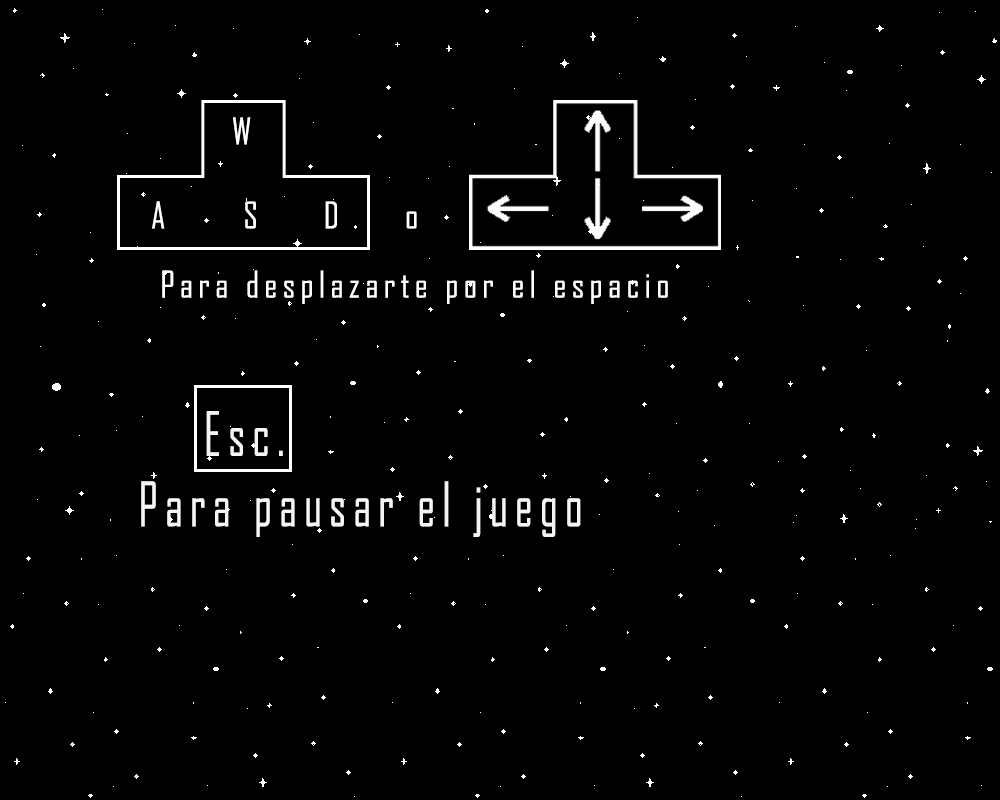 W
A S D. o
Para desplazarte por el espacio
Esc.
Para pausar el juego